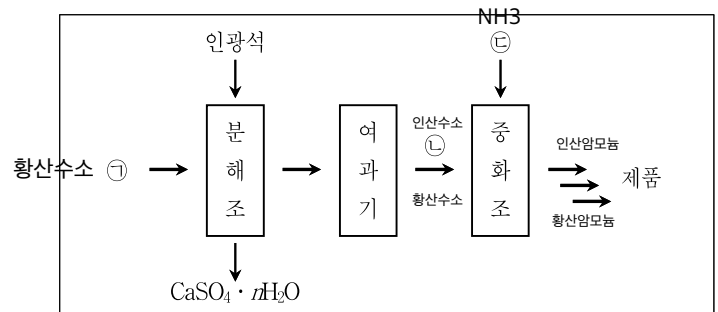 NH3
인광석
㉢
황산수소 ㉠
분해조
여과기
인산수소
㉡
황산수소
중화조
인산암모늄
제품
황산암모늄
CaSO₄・nH₂O